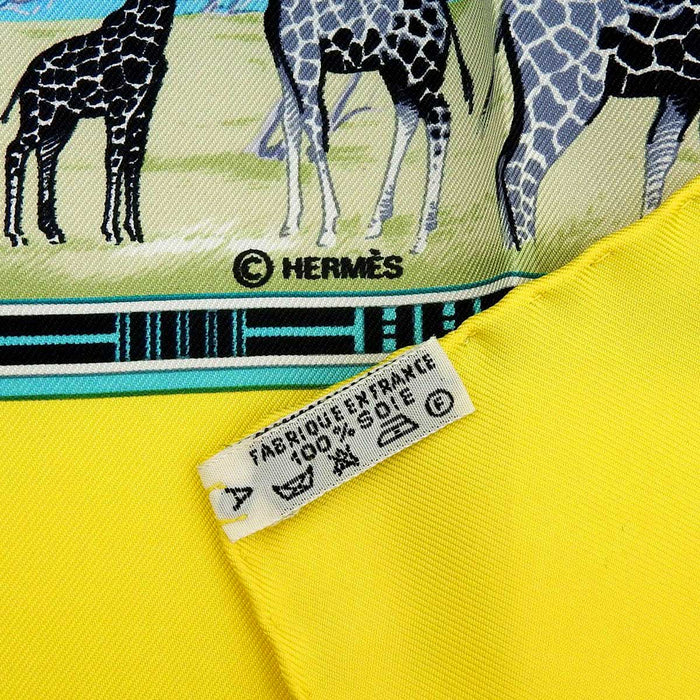 © HERMÈS
FABRIQUE EN FRANCE
100% SOIE
F
A